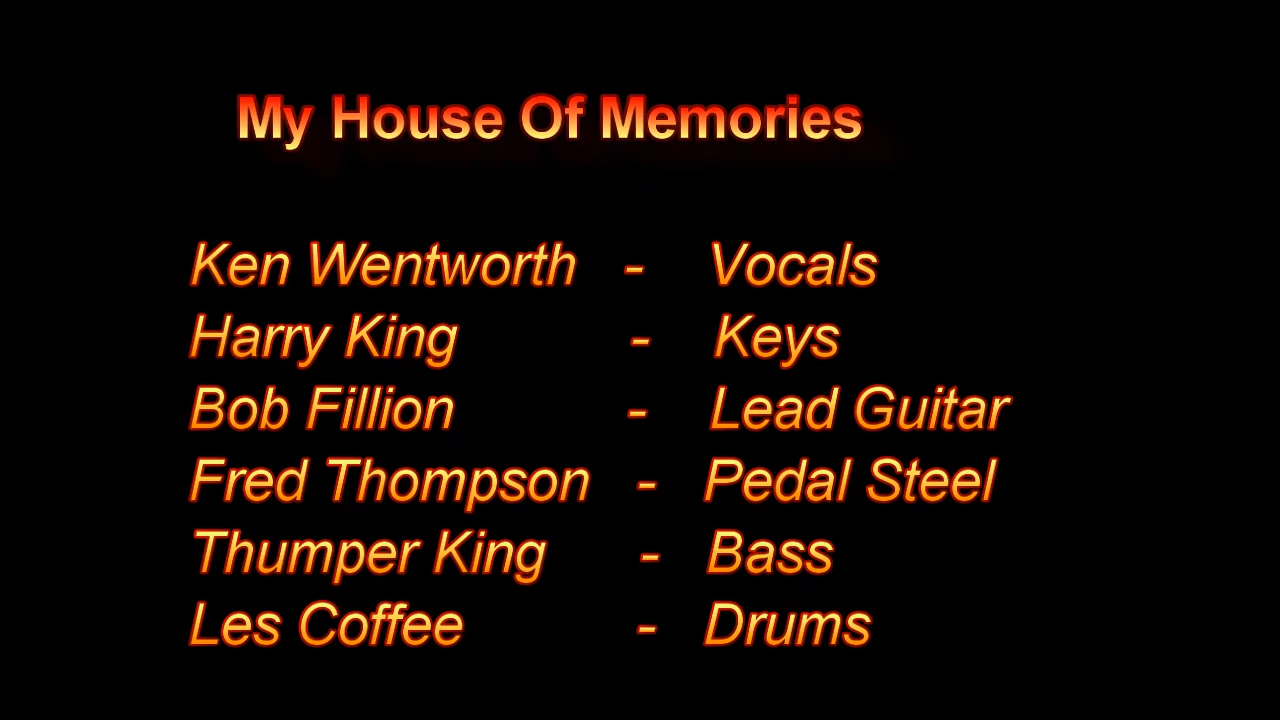 My House Of Memories
Ken Wentworth - Vocals
Harry King - Keys
Bob Fillion - Lead Guitar
Fred Thompson - Pedal Steel
Thumper King - Bass
Les Coffee - Drums